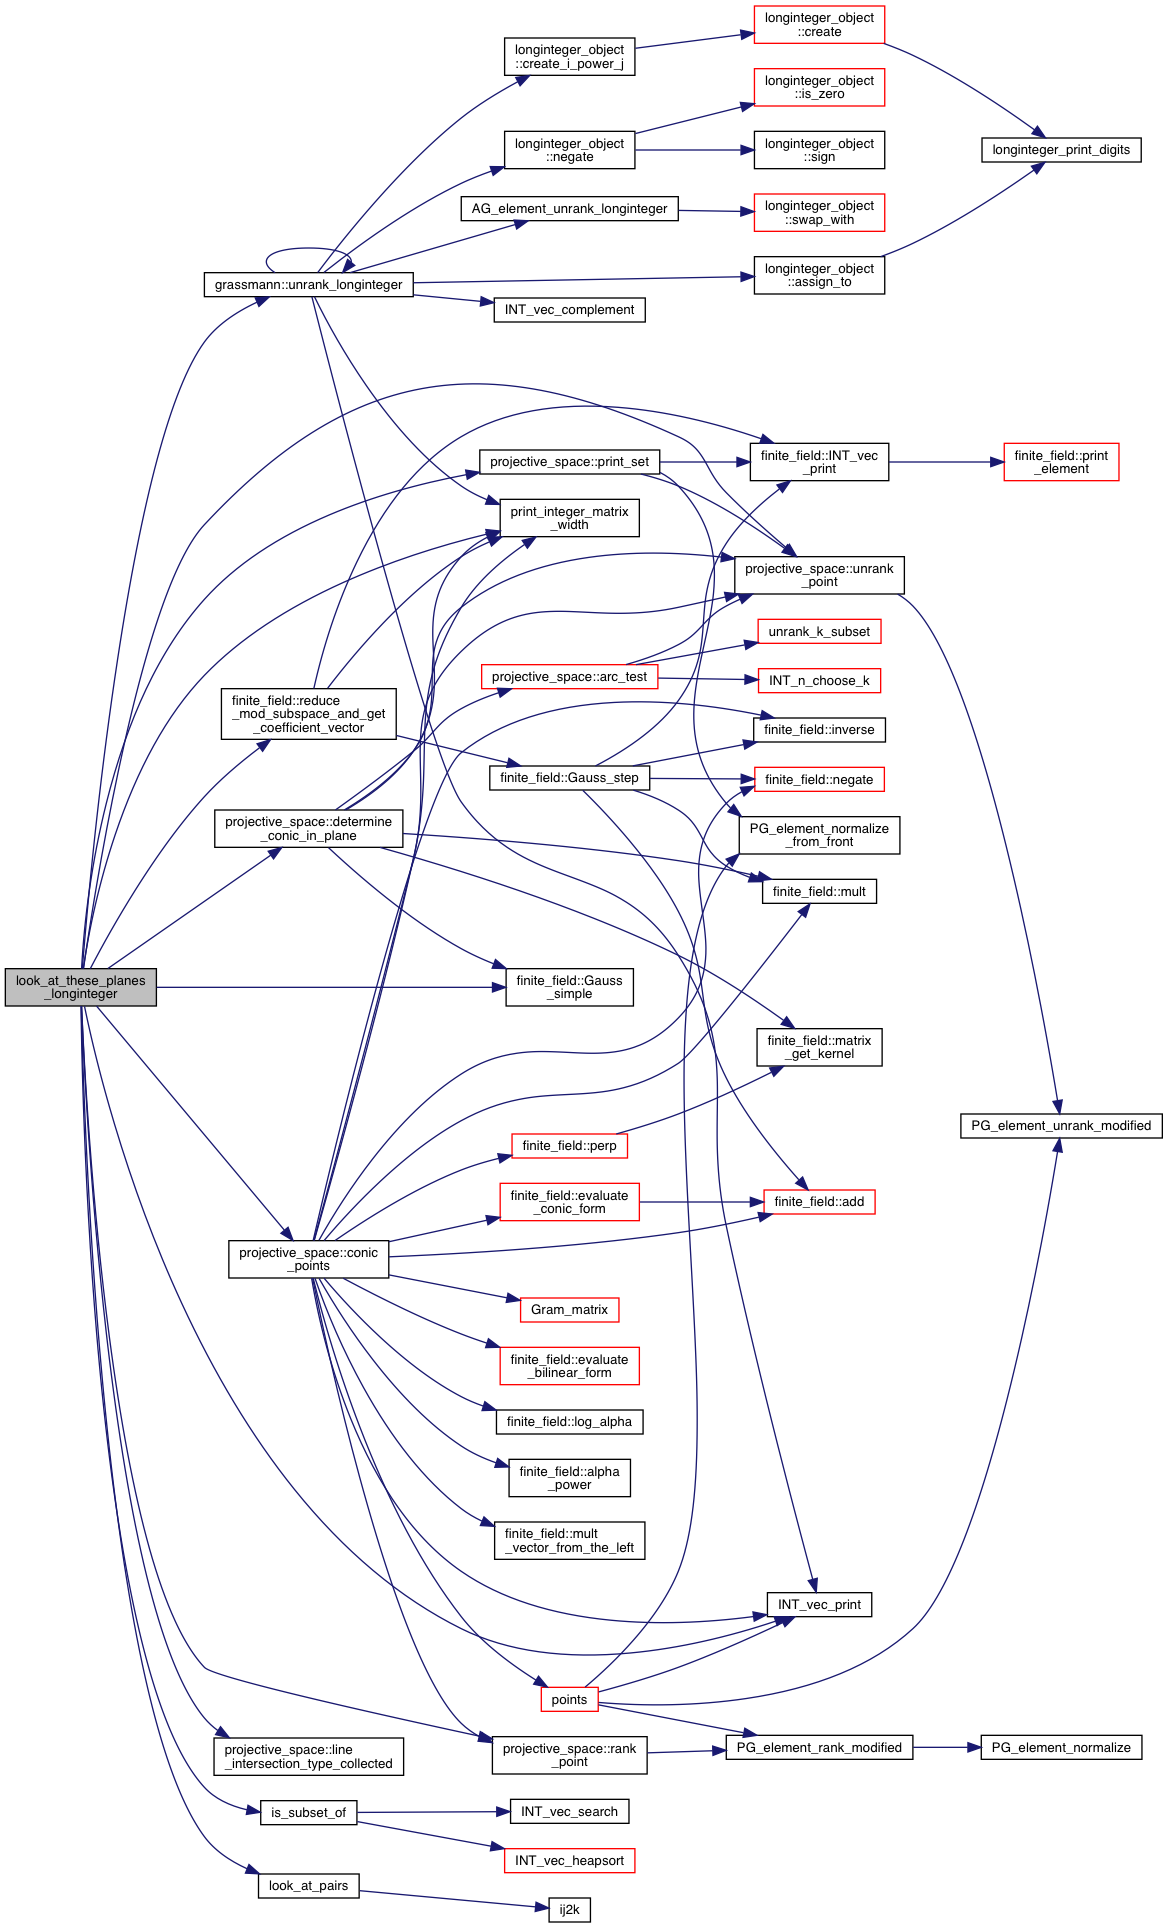 look_at_these_planes
_longinteger
grassmann::unrank_longinteger
finite_field::reduce
_mod_subspace_and_get
_coefficient_vector
projective_space::determine
_conic_in_plane
projective_space::conic
_points
projective_space::line
_intersection_type_collected
is_subset_of
look_at_pairs
longinteger_object
::create_i_power_j
longinteger_object
::negate
AG_element_unrank_longinteger
INT_vec_complement
projective_space::print_set
print_integer_matrix
_width
projective_space::arc_test
finite_field::Gauss_step
finite_field::Gauss
_simple
finite_field::perp
finite_field::evaluate
_conic_form
Gram_matrix
finite_field::evaluate
_bilinear_form
finite_field::log_alpha
finite_field::alpha
_power
finite_field::mult
_vector_from_the_left
points
projective_space::rank
_point
INT_vec_search
INT_vec_heapsort
ij2k
longinteger_object
::create
longinteger_object
::is_zero
longinteger_object
::sign
longinteger_object
::swap_with
longinteger_object
::assign_to
finite_field::INT_vec
_print
projective_space::unrank
_point
unrank_k_subset
INT_n_choose_k
finite_field::inverse
finite_field::negate
PG_element_normalize
_from_front
finite_field::mult
finite_field::matrix
_get_kernel
finite_field::add
INT_vec_print
PG_element_rank_modified
longinteger_print_digits
finite_field::print
_element
PG_element_unrank_modified
PG_element_normalize